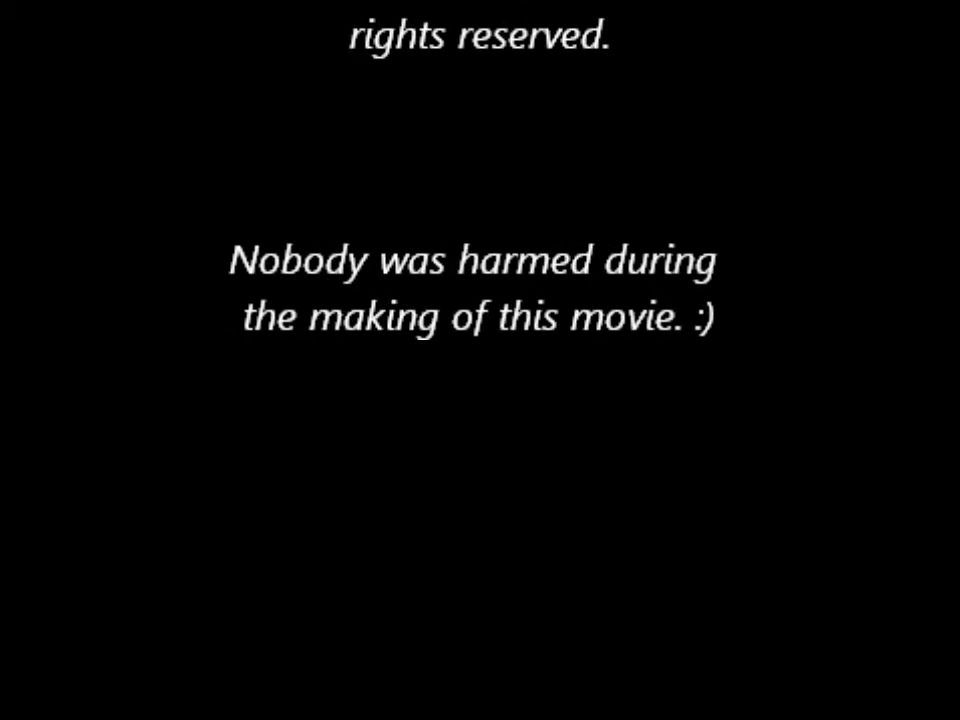 rights reserved.
Nobody was harmed during
the making of this movie. :)